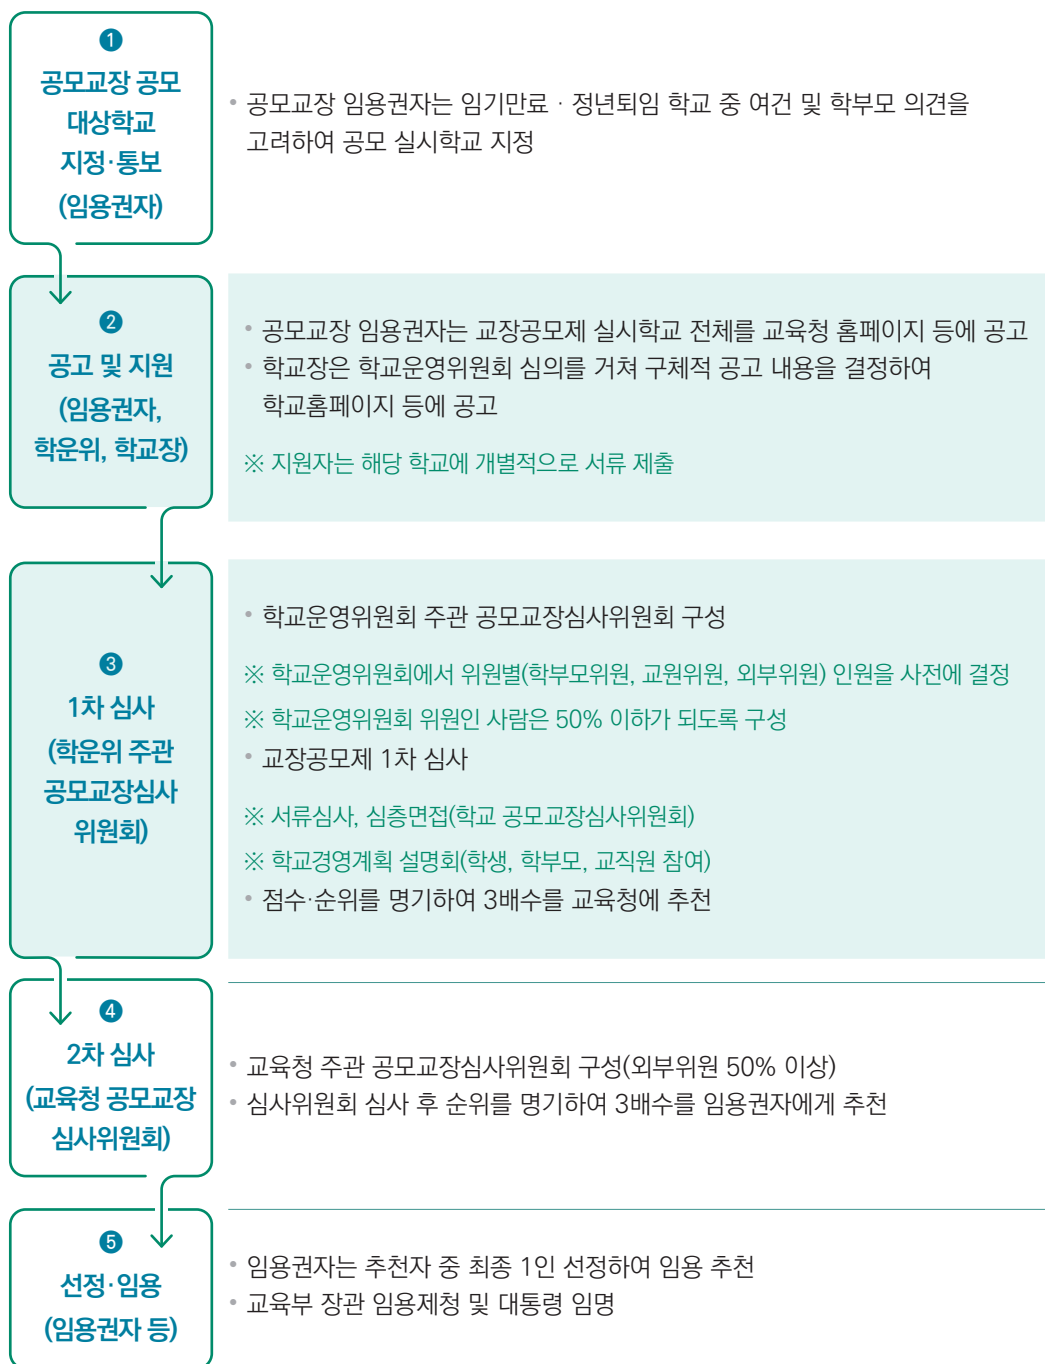 ❶
공모교장 공모
대상학교
지정·통보
(임용권자)
• 공모교장 임용권자는 임기만료 · 정년퇴임 학교 중 여건 및 학부모 의견을
고려하여 공모 실시학교 지정
❷
공고 및 지원
(임용권자,
학운위, 학교장)
• 공모교장 임용권자는 교장공모제 실시학교 전체를 교육청 홈페이지 등에 공고
• 학교장은 학교운영위원회 심의를 거쳐 구체적 공고 내용을 결정하여
학교홈페이지 등에 공고
※ 지원자는 해당 학교에 개별적으로 서류 제출
❸
1차 심사
(학운위 주관
공모교장심사
위원회)
• 학교운영위원회 주관 공모교장심사위원회 구성
※ 학교운영위원회에서 위원별(학부모위원, 교원위원, 외부위원) 인원을 사전에 결정
※ 학교운영위원회 위원인 사람은 50% 이하가 되도록 구성
• 교장공모제 1차 심사
※ 서류심사, 심층면접(학교 공모교장심사위원회)
※ 학교경영계획 설명회(학생, 학부모, 교직원 참여)
• 점수·순위를 명기하여 3배수를 교육청에 추천
❹
2차 심사
(교육청 공모교장
심사위원회)
• 교육청 주관 공모교장심사위원회 구성(외부위원 50% 이상)
• 심사위원회 심사 후 순위를 명기하여 3배수를 임용권자에게 추천
❺
선정·임용
(임용권자 등)
• 임용권자는 추천자 중 최종 1인 선정하여 임용 추천
• 교육부 장관 임용제청 및 대통령 임명